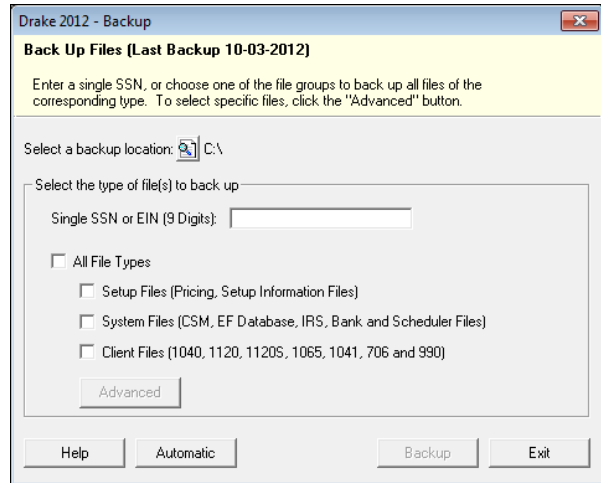 Drake 2012 - Backup
Back Up Files (Last Backup 10-03-2012)
Enter a single SSN, or choose one of the file groups to back up all files of the
corresponding type. To select specific files, click the "Advanced" button.
Select a backup location: C:\
Select the type of file(s) to back up
Single SSN or EIN (9 Digits):
All File Types
Setup Files (Pricing, Setup Information Files)
System Files (CSM, EF Database, IRS, Bank and Scheduler Files)
Client Files (1040, 1120, 1120S, 1065, 1041, 706 and 990)
Advanced
Help Automatic Backup Exit